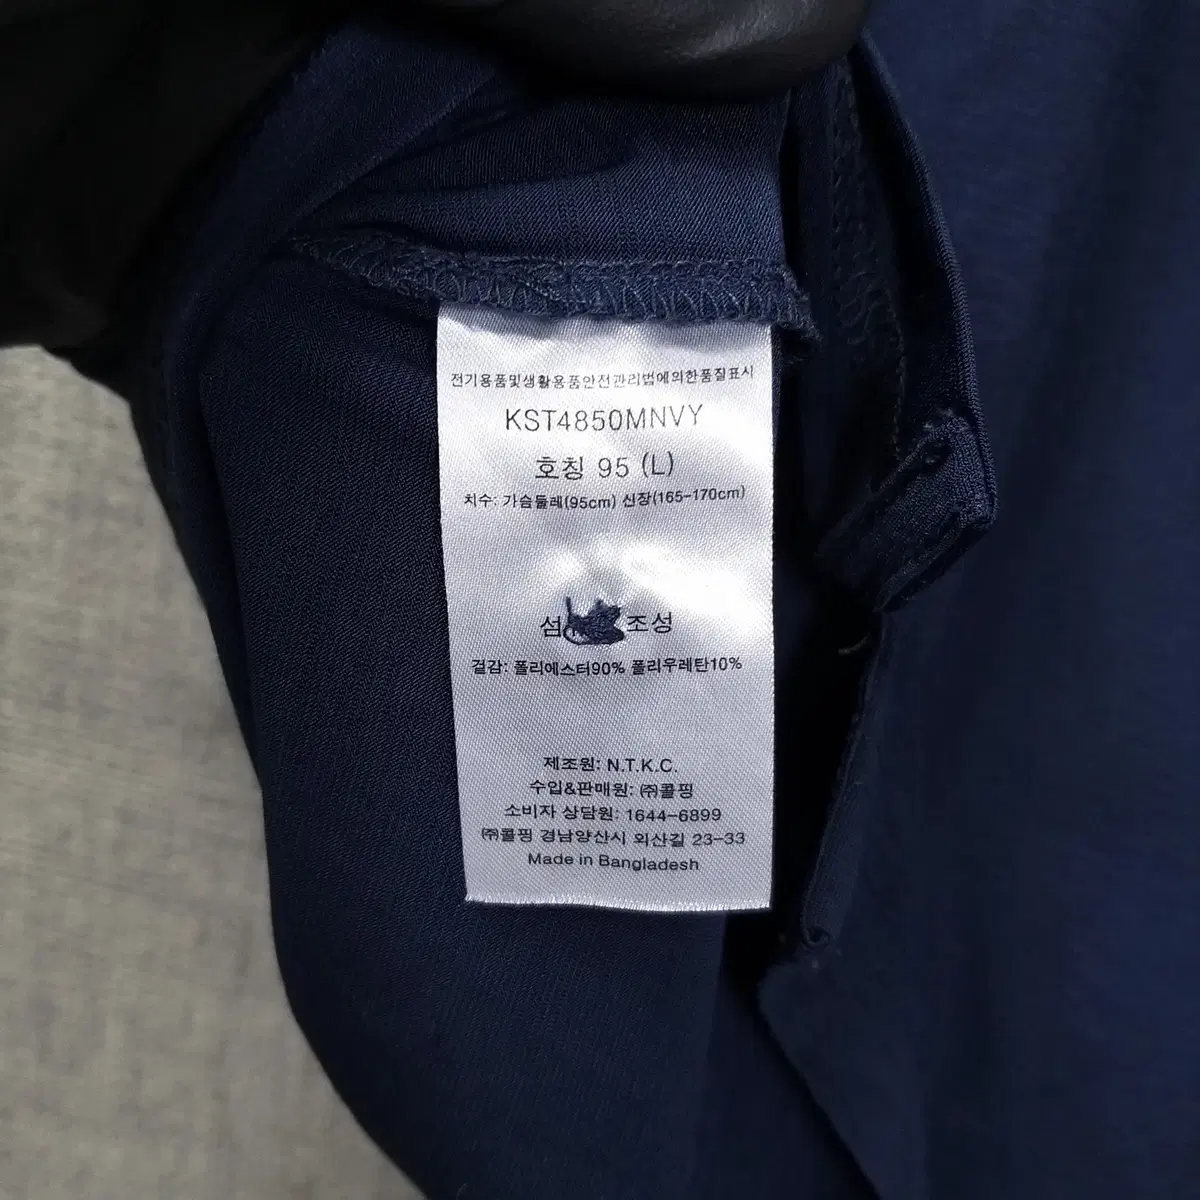 전기용품및생활용품안전관리법에의한품질표시
KST4850MNVY
호칭 95 (L)
치수: 가슴둘레(95cm) 신장(165-170cm)
섬 조성
겉감: 폴리에스터90% 폴리우레탄10%
제조원: N.T.K.C.
수입&판매원: ㈜콜핑
소비자 상담원: 1644-6899
㈜콜핑 경남양산시 외산길 23-33
Made in Bangladesh